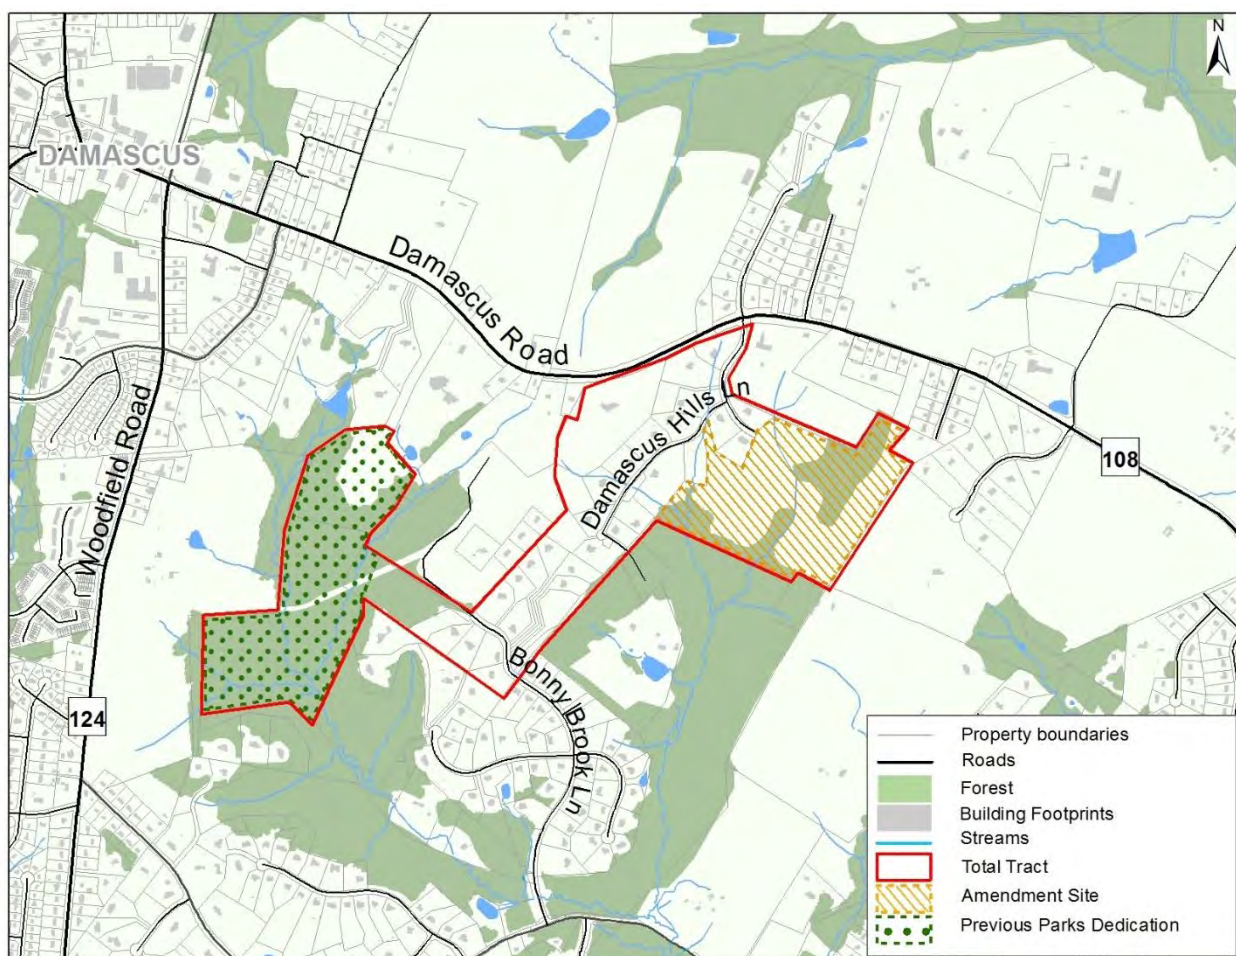 N
DAMASCUS
Damascus Road
Damascus Hills Ln
Woodfield Road
108
Bonny Brook Ln
124
Property boundaries
Roads
Forest
Building Footprints
Streams
Total Tract
Amendment Site
Previous Parks Dedication